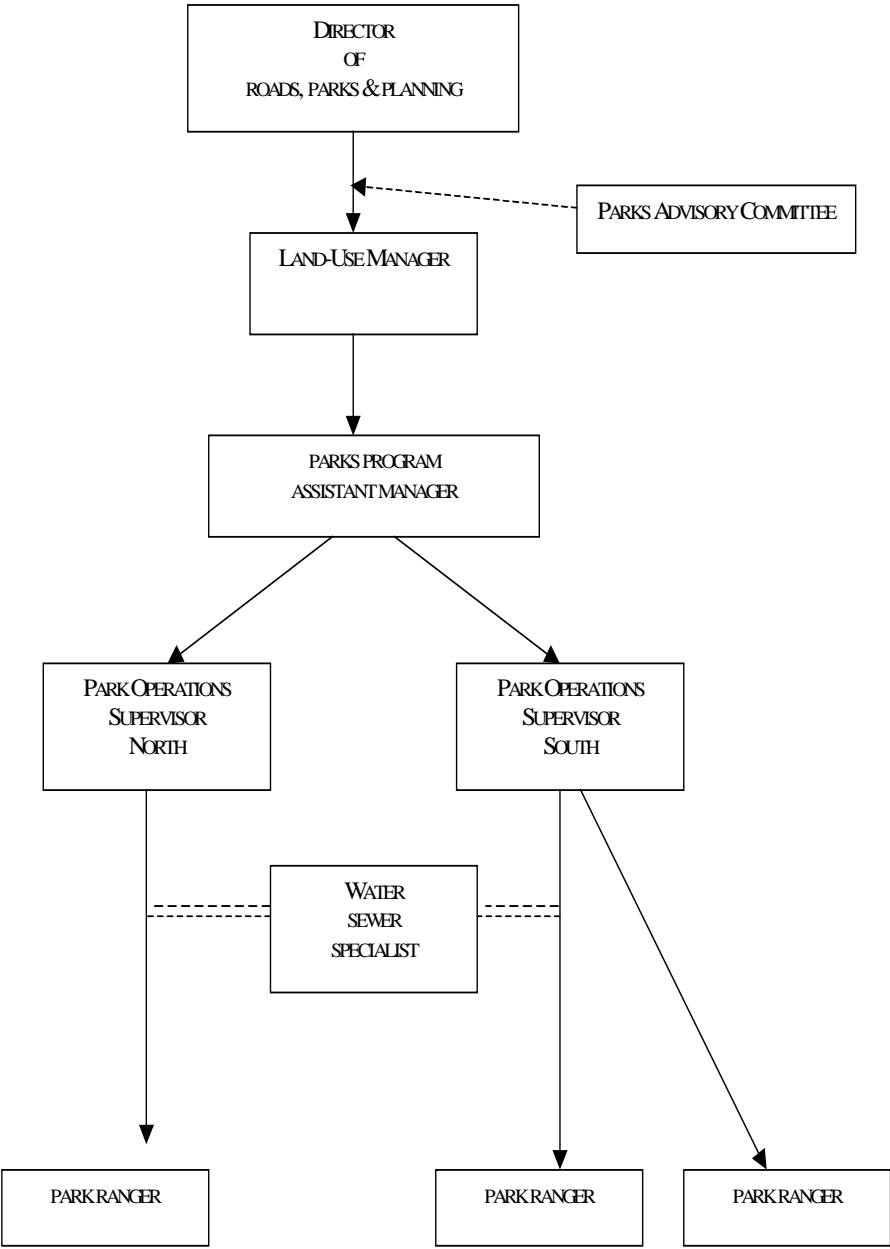 DIRECTOR
OF
ROADS, PARKS & PLANNING
PARKS ADVISORY COMMITTEE
LAND-USE MANAGER
PARKS PROGRAM
ASSISTANT MANAGER
PARK OPERATIONS
SUPERVISOR
NORTH
PARK OPERATIONS
SUPERVISOR
SOUTH
WATER
SEWER
SPECIALIST
PARK RANGER
PARK RANGER
PARK RANGER